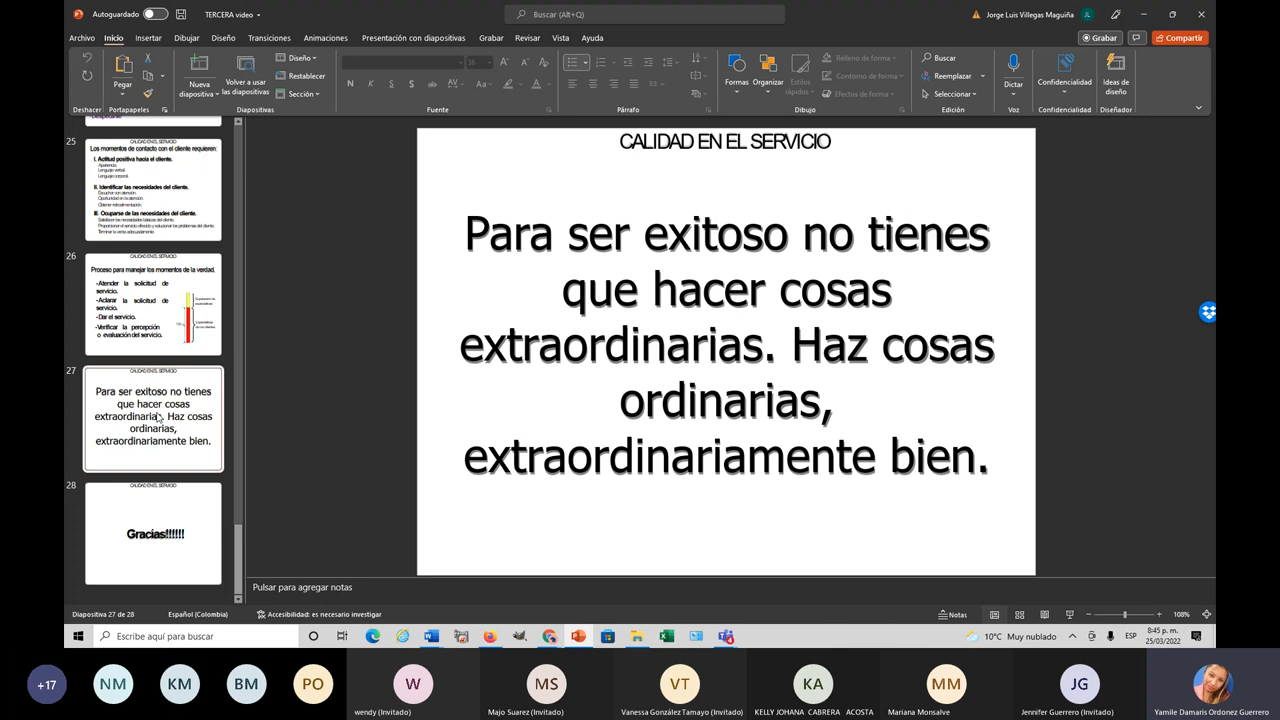 Autoguardado
TERCERA video
Buscar (Alt+Q)
Jorge Luis Villegas Maguiña
JL
Archivo
Inicio
Insertar
Dibujar
Diseño
Transiciones
Animaciones
Presentación con diapositivas
Grabar
Revisar
Vista
Ayuda
Grabar
Compartir
Pegar
Nueva diapositiva
Volver a usar las diapositivas
Diseño
Restablecer
Sección
Formas
Organizar
Estilos rápidos
Relleno de forma
Contorno de forma
Efectos de forma
Buscar
Reemplazar
Seleccionar
Dictar
Confidencialidad
Ideas de diseño
Deshacer
Portapapeles
Diapositivas
Fuente
Párrafo
Dibujo
Edición
Voz
Confidencialidad
Diseñador
25
CALIDAD EN EL SERVICIO
Los momentos de contacto con el cliente requieren:
I. Actitud positiva hacia el cliente.
Apariencia.
Lenguaje verbal.
Lenguaje corporal.
II. Identificar las necesidades del cliente.
Escuchar con atención.
Oportunidad en la atención.
Obtener retroalimentación.
III. Ocuparse de las necesidades del cliente.
Satisfacer las necesidades básicas del cliente.
Proporcionar el servicio ofrecido y solucionar los problemas del cliente.
Terminar la venta adecuadamente.
26
CALIDAD EN EL SERVICIO
Proceso para manejar los momentos de la verdad.
-Atender la solicitud de
servicio.
-Aclarar la solicitud de
servicio.
-Dar el servicio.
-Verificar la percepción
o evaluación del servicio.
27
CALIDAD EN EL SERVICIO
Para ser exitoso no tienes
que hacer cosas
extraordinarias. Haz cosas
ordinarias,
extraordinariamente bien.
28
CALIDAD EN EL SERVICIO
Gracias!!!!!!
CALIDAD EN EL SERVICIO
Para ser exitoso no tienes
que hacer cosas
extraordinarias. Haz cosas
ordinarias,
extraordinariamente bien.
Pulsar para agregar notas
Diapositiva 27 de 28
Español (Colombia)
Accesibilidad: es necesario investigar
Notas
108%
Escribe aquí para buscar
10°C Muy nublado
ESP
8:45 p. m.
25/03/2022
+17
NM
KM
BM
PO
W
wendy (Invitado)
MS
Majo Suarez (Invitado)
VT
Vanessa González Tamayo (Invitado)
KA
KELLY JOHANA CABRERA ACOSTA
MM
Mariana Monsalve
JG
Jennifer Guerrero (Invitado)
Yamile Damaris Ordonez Guerrero